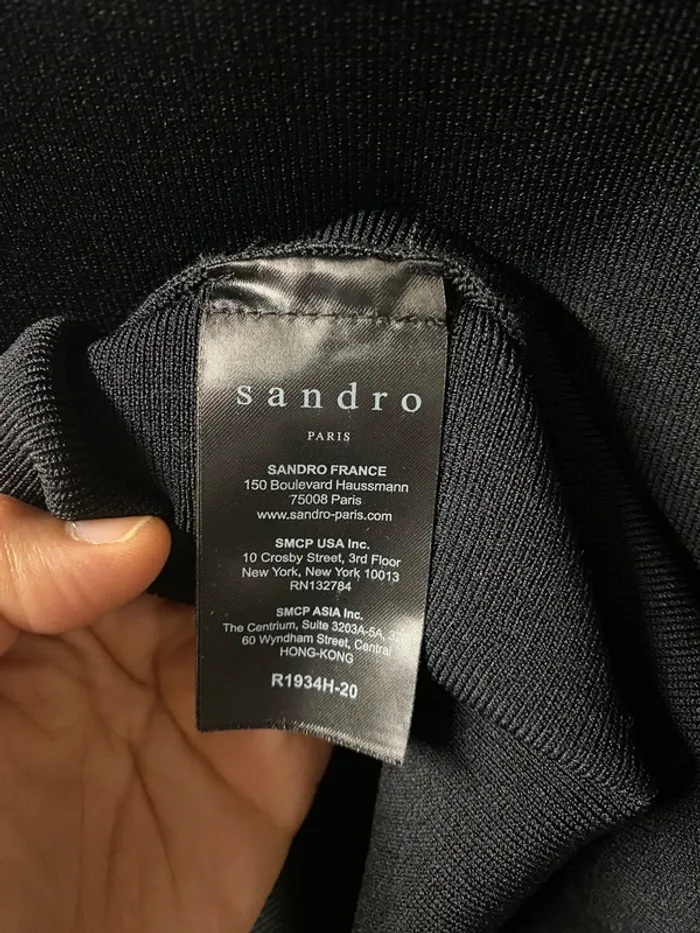 sandro
PARIS
SANDRO FRANCE
150 Boulevard Haussmann
75008 Paris
www.sandro-paris.com
SMCP USA Inc.
10 Crosby Street, 3rd Floor
New York, New York 10013
RN132784
SMCP ASIA Inc.
The Centrium, Suite 3203A-5A,
60 Wyndham Street, Central
HONG-KONG
R1934H-20